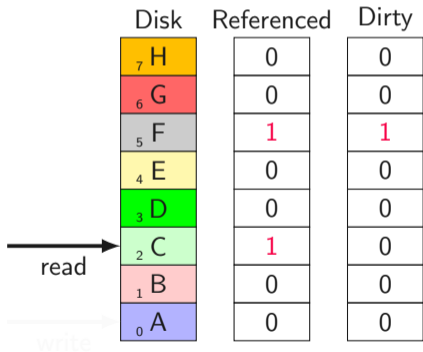 Disk Referenced Dirty
7 H 0 0
6 G 0 0
5 F 1 1
4 E 0 0
3 D 0 0
2 C 1 0
read
1 B 0 0
0 A 0 0
write